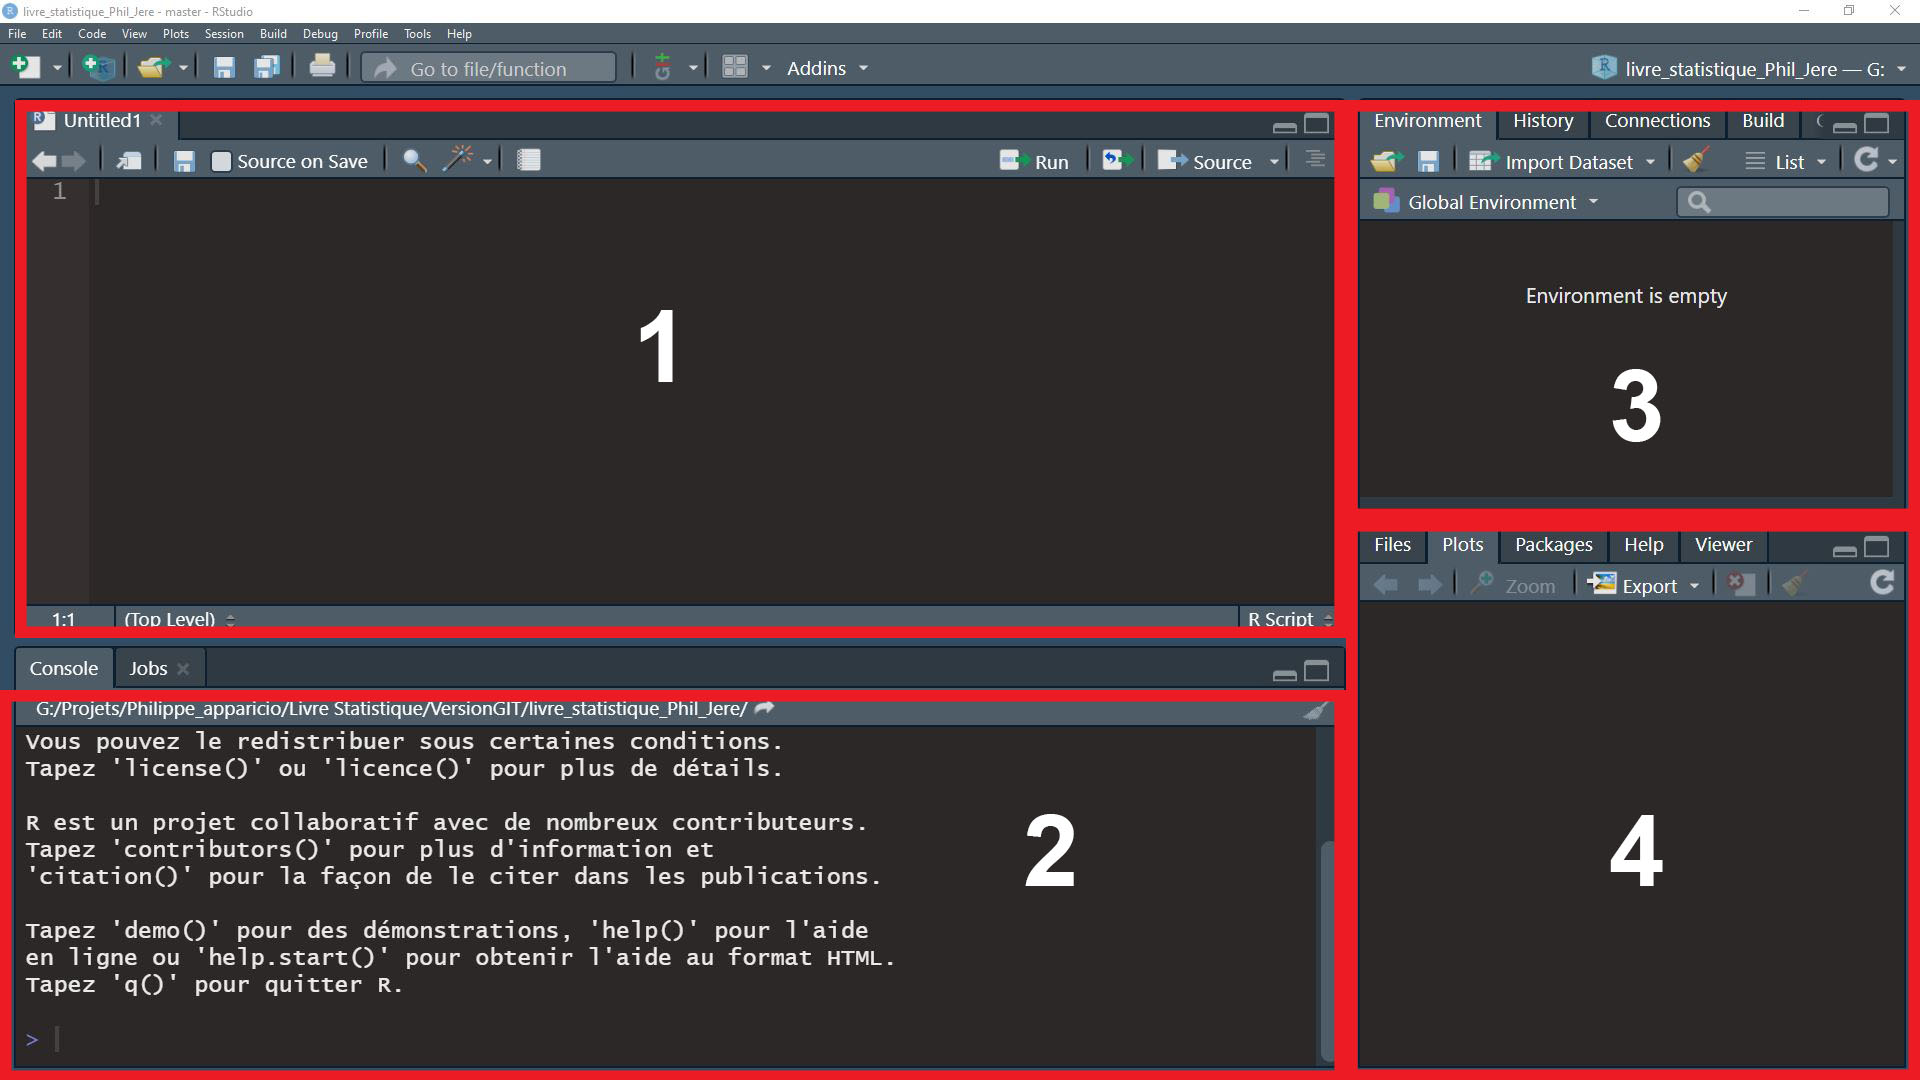 livre_statistique_Phil_Jere - master - RStudio
File Edit Code View Plots Session Build Debug Profile Tools Help
Go to file/function Addins livre_statistique_Phil_Jere — G:
Untitled1
Source on Save Run Source
1
1
1:1 (Top Level) R Script
Console Jobs
G:/Projets/Philippe_apparicio/Livre Statistique/VersionGIT/livre_statistique_Phil_Jere/
Vous pouvez le redistribuer sous certaines conditions.
Tapez 'license()' ou 'licence()' pour plus de détails.
R est un projet collaboratif avec de nombreux contributeurs.
Tapez 'contributors()' pour plus d'information et
'citation()' pour la façon de le citer dans les publications.
Tapez 'demo()' pour des démonstrations, 'help()' pour l'aide
en ligne ou 'help.start()' pour obtenir l'aide au format HTML.
Tapez 'q()' pour quitter R.
>
2
Environment History Connections Build
Import Dataset List
Global Environment
Environment is empty
3
Files Plots Packages Help Viewer
Zoom Export
4